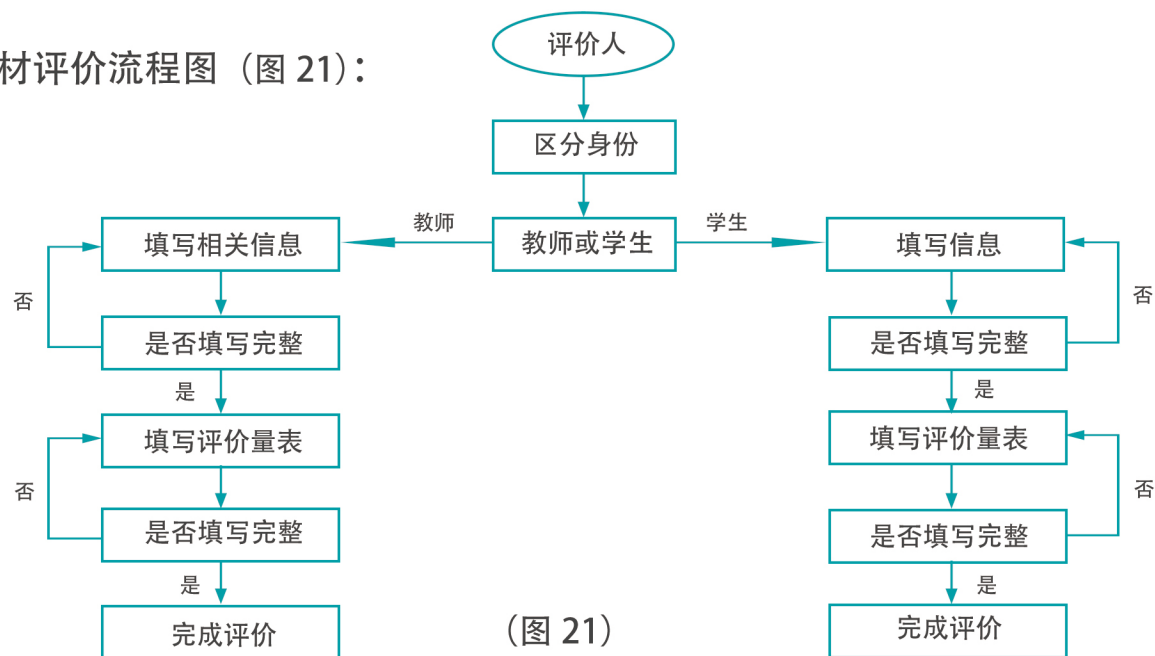 材评价流程图（图 21）：
评价人
区分身份
教师
教师或学生
学生
填写相关信息
填写信息
否
否
是否填写完整
是否填写完整
是
是
填写评价量表
填写评价量表
否
否
是否填写完整
是否填写完整
是
是
完成评价
（图 21）
完成评价